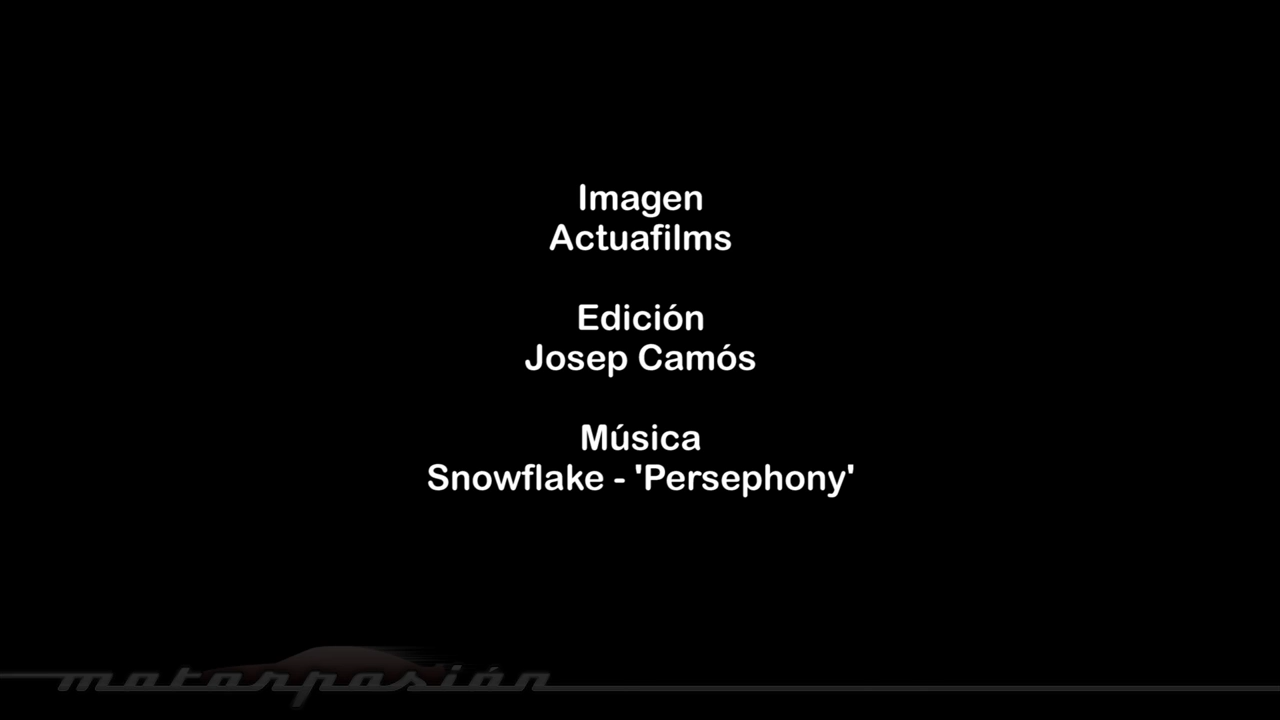 Imagen
Actuafilms
Edición
Josep Camós
Música
Snowflake - 'Persephony'
motorpasión